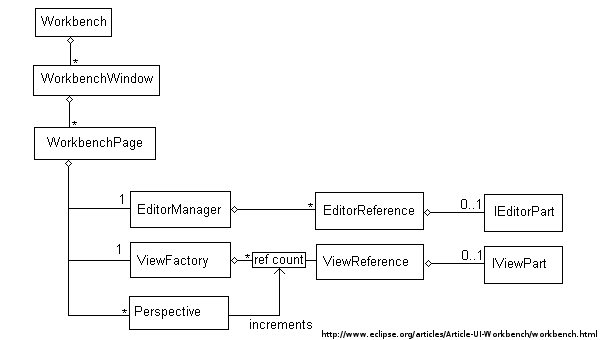 Workbench
*
WorkbenchWindow
*
WorkbenchPage
1 EditorManager * EditorReference 0..1 IEditorPart
1 ViewFactory * ref count ViewReference 0..1 IViewPart
* Perspective
increments
http://www.eclipse.org/articles/Article-UI-Workbench/workbench.html